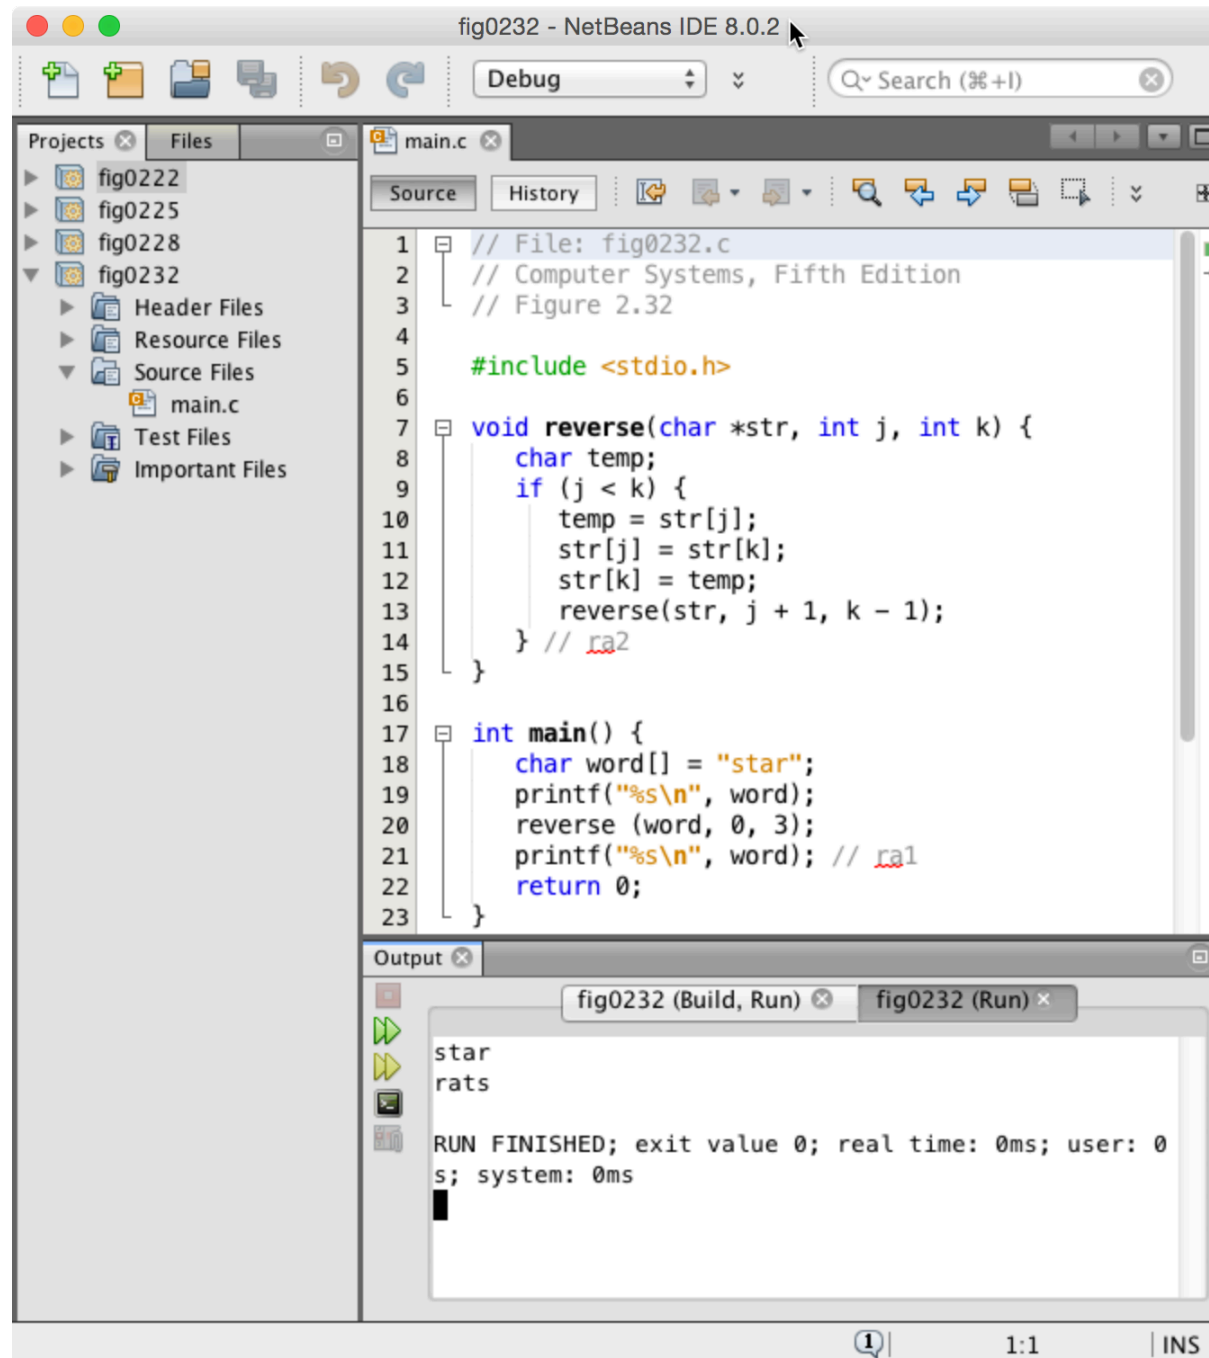 fig0232 - NetBeans IDE 8.0.2
Debug
Search (⌘+I)
Projects
Files
fig0222
fig0225
fig0228
fig0232
Header Files
Resource Files
Source Files
main.c
Test Files
Important Files
main.c
Source
History
1 // File: fig0232.c
2 // Computer Systems, Fifth Edition
3 // Figure 2.32
4
5 #include <stdio.h>
6
7 void reverse(char *str, int j, int k) {
8 char temp;
9 if (j < k) {
10 temp = str[j];
11 str[j] = str[k];
12 str[k] = temp;
13 reverse(str, j + 1, k - 1);
14 } // ra2
15 }
16
17 int main() {
18 char word[] = "star";
19 printf("%s\n", word);
20 reverse (word, 0, 3);
21 printf("%s\n", word); // ra1
22 return 0;
23 }
Output
fig0232 (Build, Run)
fig0232 (Run)
star
rats
RUN FINISHED; exit value 0; real time: 0ms; user: 0
s; system: 0ms
1
1:1
INS